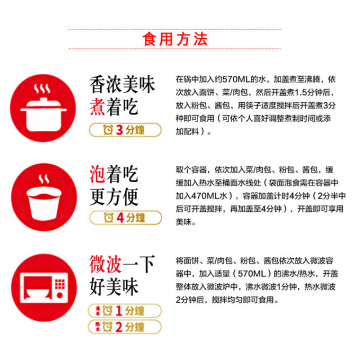 食用方法
香浓美味
煮着吃
3分鐘
在锅中加入约570ML的水，加盖煮至沸腾，依
次放入面饼、菜/肉包，然后开盖煮1.5分钟后，
放入粉包、酱包，用筷子适度搅拌后开盖煮3分
钟即可食用（可依个人喜好调整煮制时间或添
加配料）。
泡着吃
更方便
4分鐘
取个容器，依次加入菜/肉包、粉包、酱包，缓
缓加入热水至桶面水线处（袋面泡食需在容器中
加入470ML水），容器加盖计时4分钟（2分半中
后可开盖搅拌，再加盖至4分钟），开盖即可享用
美味。
微波一下
好美味
1分鐘
2分鐘
将面饼、菜/肉包、粉包、酱包依次放入微波容
器中，加入适量（570ML）的沸水/热水，开盖
整体放入微波炉中，沸水微波1分钟，热水微波
2分钟后，搅拌均匀即可食用。